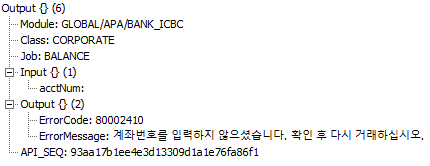 Output {} (6)
Module: GLOBAL/APA/BANK_ICBC
Class: CORPORATE
Job: BALANCE
Input {} (1)
acctNum:
Output {} (2)
ErrorCode: 80002410
ErrorMessage: 계좌번호를 입력하지 않으셨습니다. 확인 후 다시 거래하십시오.
API_SEQ: 93aa17b1ee4e3d13309d1a1e76fa86f1